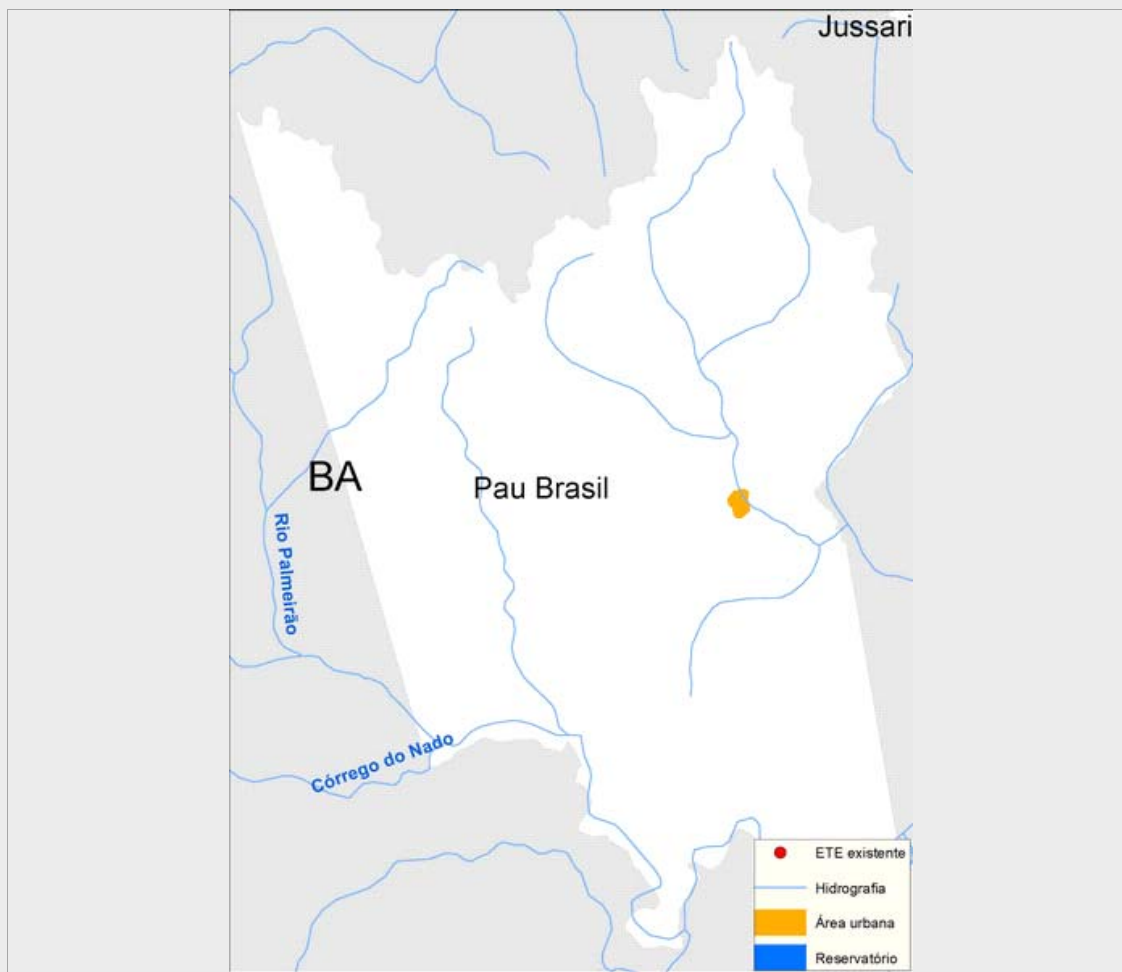 Jussari
BA
Pau Brasil
Rio Palmeirão
Córrego do Nado
ETE existente
Hidrografia
Área urbana
Reservatório